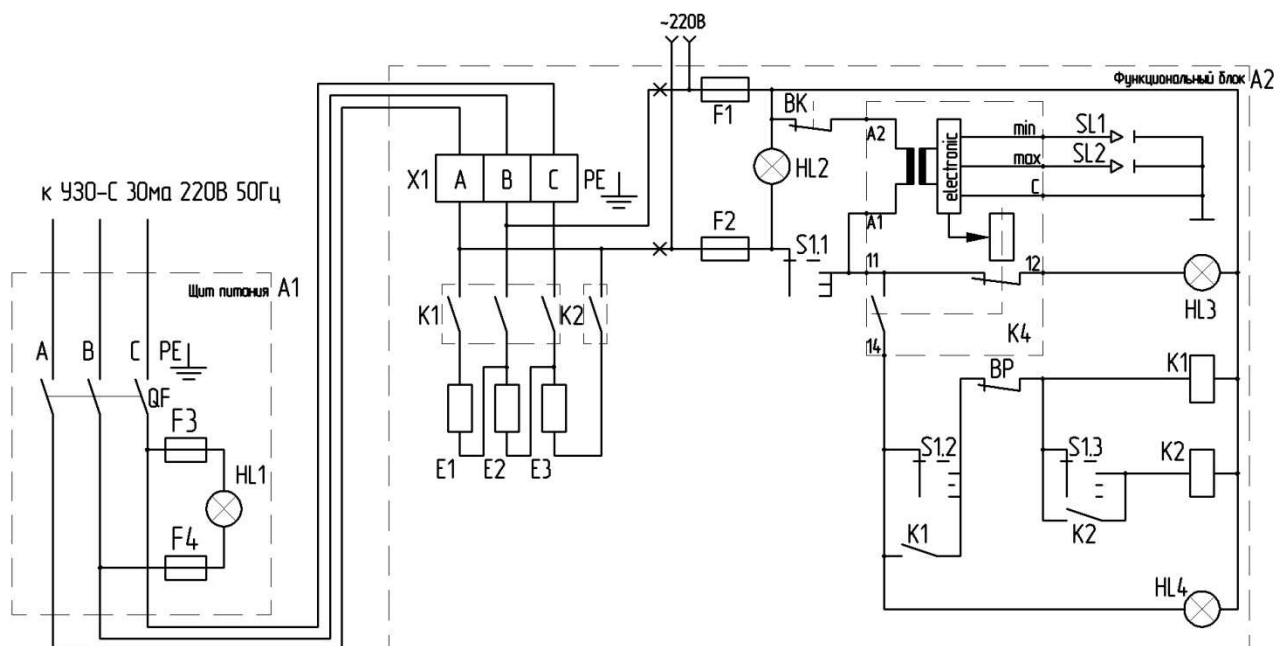 ~220В
Функциональный блок A2
F1
BK
A2
min
SL1
electronic
max
SL2
C
HL2
X1 A B C PE
к УЗО-С 30ма 220В 50Гц
F2
A1
S1.1
11
12
HL3
Щит питания A1
K1
K2
K4
14
A B C PE
QF
BP
K1
F3
HL1
E1 E2 E3
S1.2
S1.3
K2
F4
K1
K2
HL4